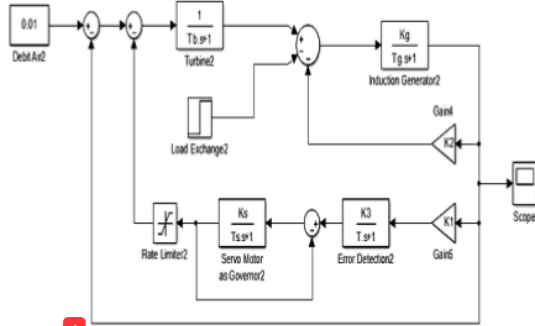 0.01
Debit Air2
1
Tb.s+1
Turbine2
Kg
Tg.s+1
Induction Generator2
Load Exchange2
Gain4
K2
Scope
Rate Limiter2
Ks
Ts.s+1
Servo Motor
as Governor2
K3
T.s+1
Error Detection2
K1
Gain5